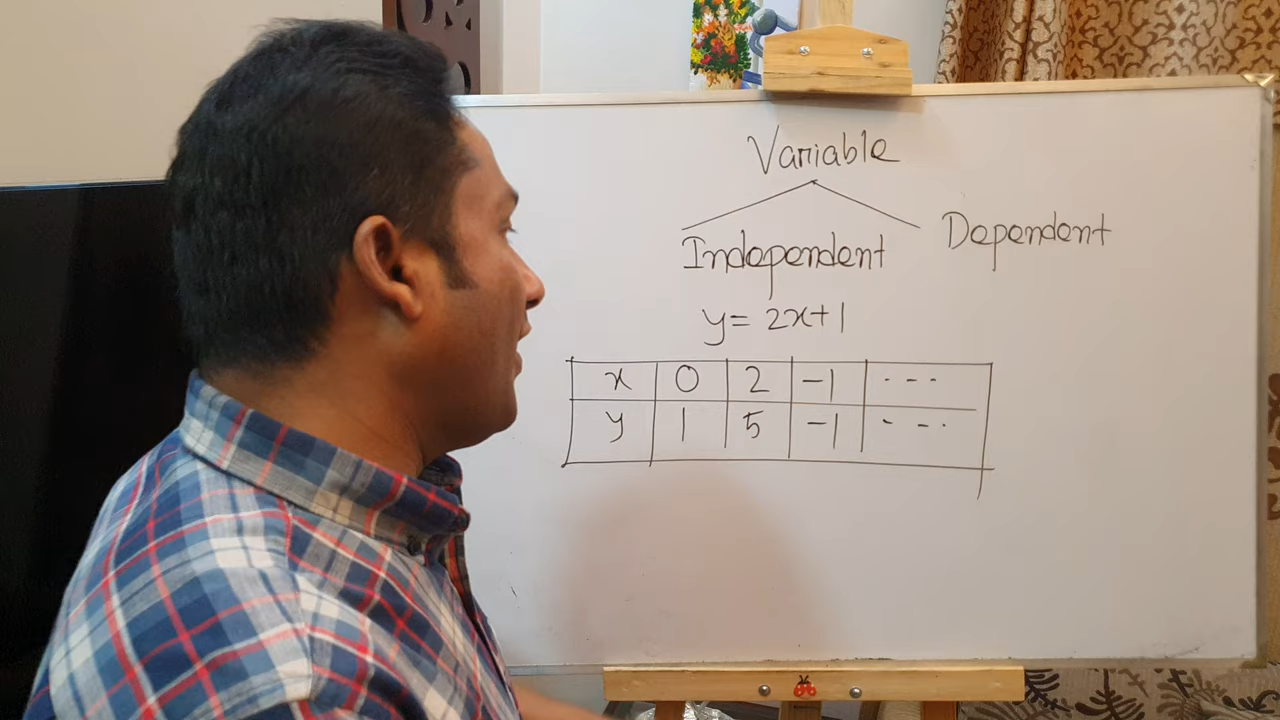 Variable
Independent Dependent
y= 2x+1
x 0 2 -1 ---
y 1 5 -1 ---